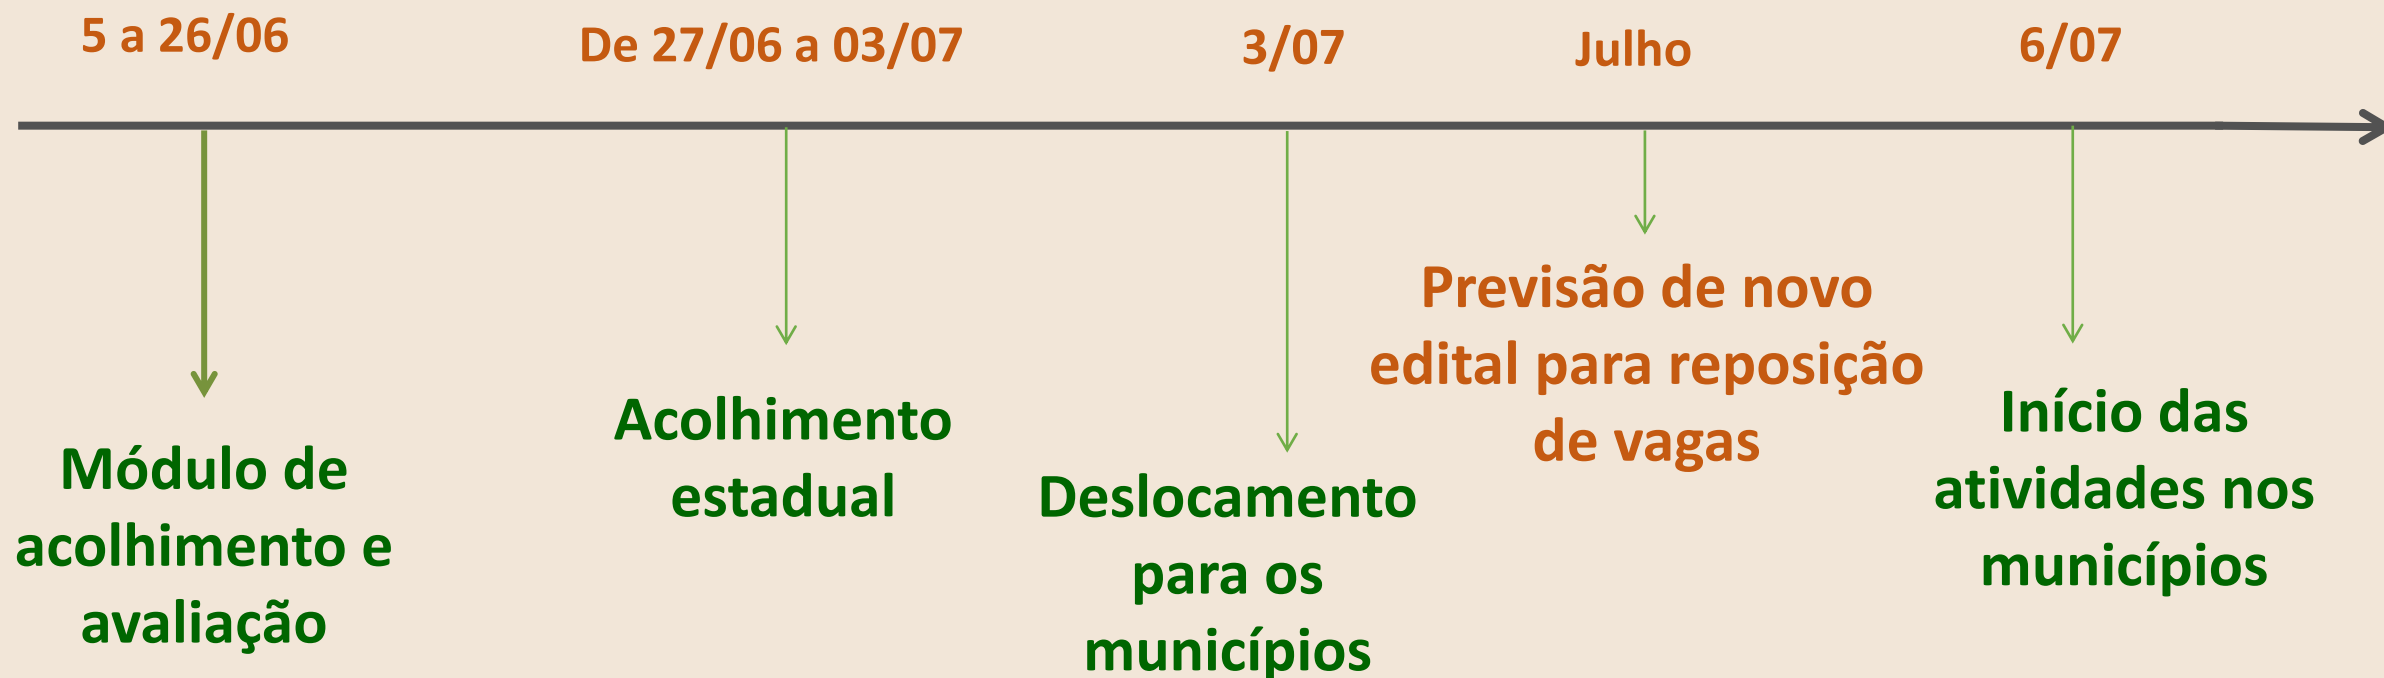 5 a 26/06
De 27/06 a 03/07
3/07
Julho
6/07
Módulo de
acolhimento e
avaliação
Acolhimento
estadual
Deslocamento
para os
municípios
Previsão de novo
edital para reposição
de vagas
Início das
atividades nos
municípios